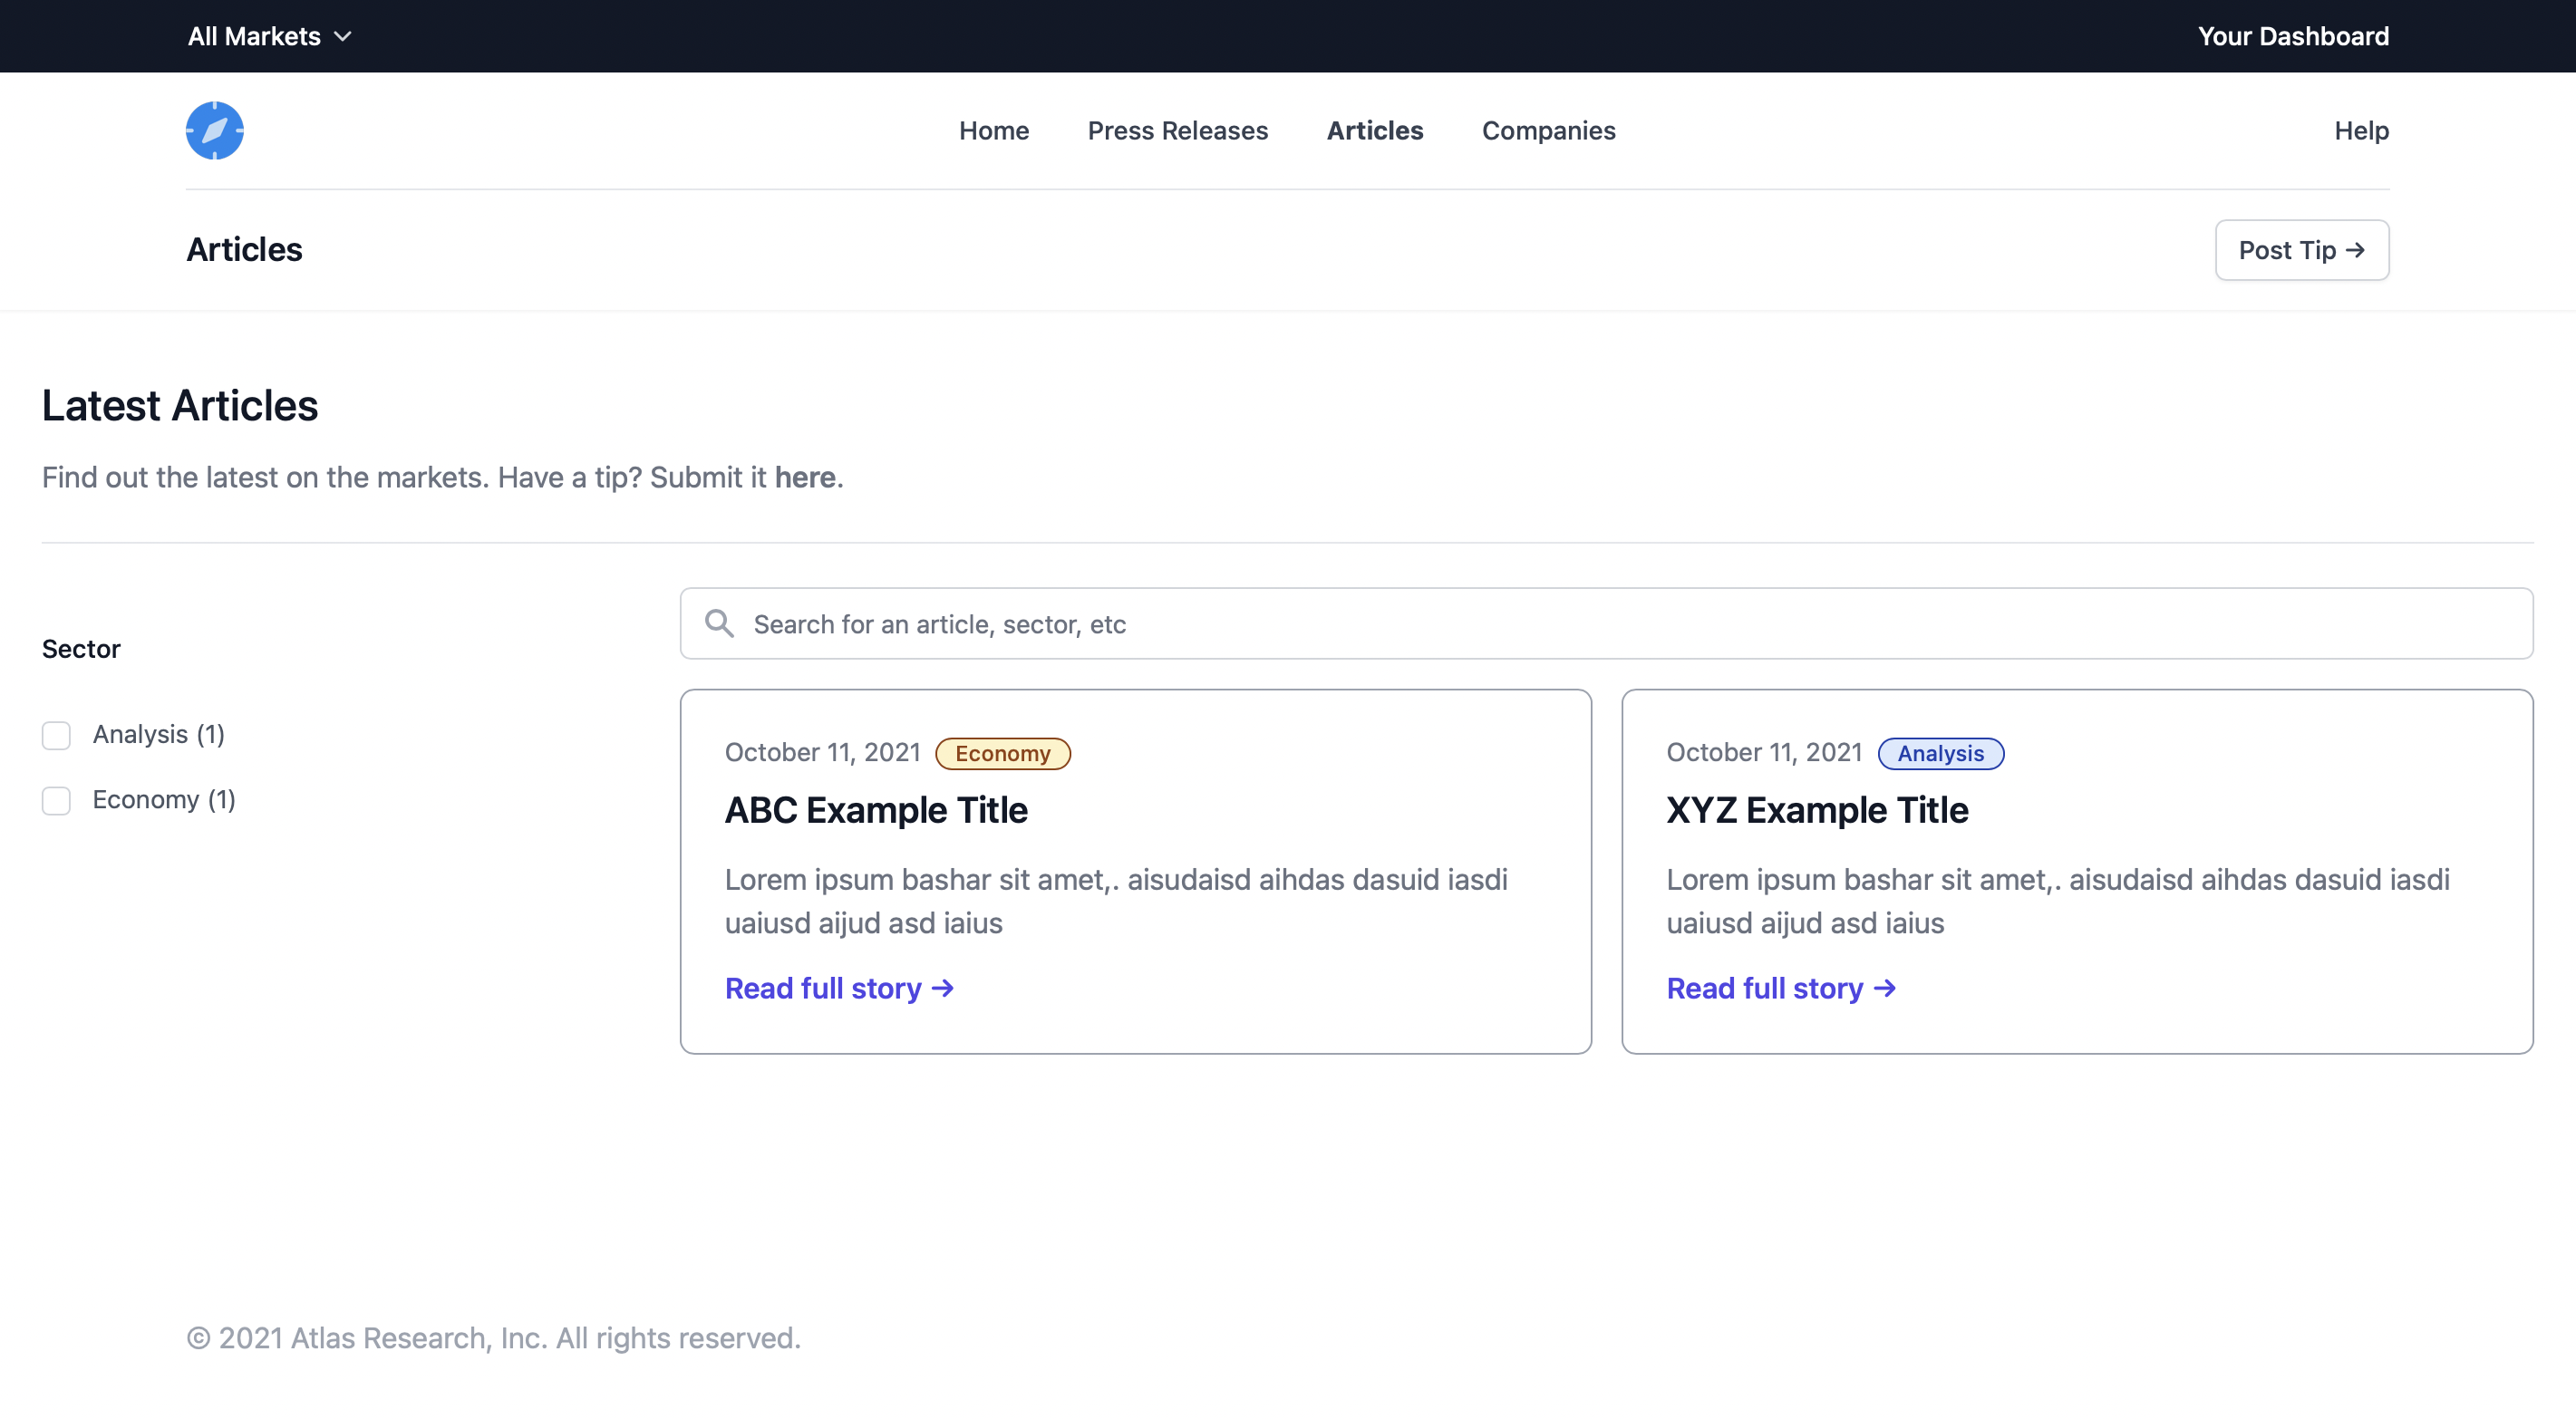 All Markets
Your Dashboard
Home
Press Releases
Articles
Companies
Help
Articles
Post Tip →
Latest Articles
Find out the latest on the markets. Have a tip? Submit it here.
Search for an article, sector, etc
Sector
Analysis (1)
Economy (1)
October 11, 2021 Economy
ABC Example Title
Lorem ipsum bashar sit amet,. aisudaisd aihdas dasuid iasdi
uaiusd aijud asd iaius
Read full story →
October 11, 2021 Analysis
XYZ Example Title
Lorem ipsum bashar sit amet,. aisudaisd aihdas dasuid iasdi
uaiusd aijud asd iaius
Read full story →
© 2021 Atlas Research, Inc. All rights reserved.